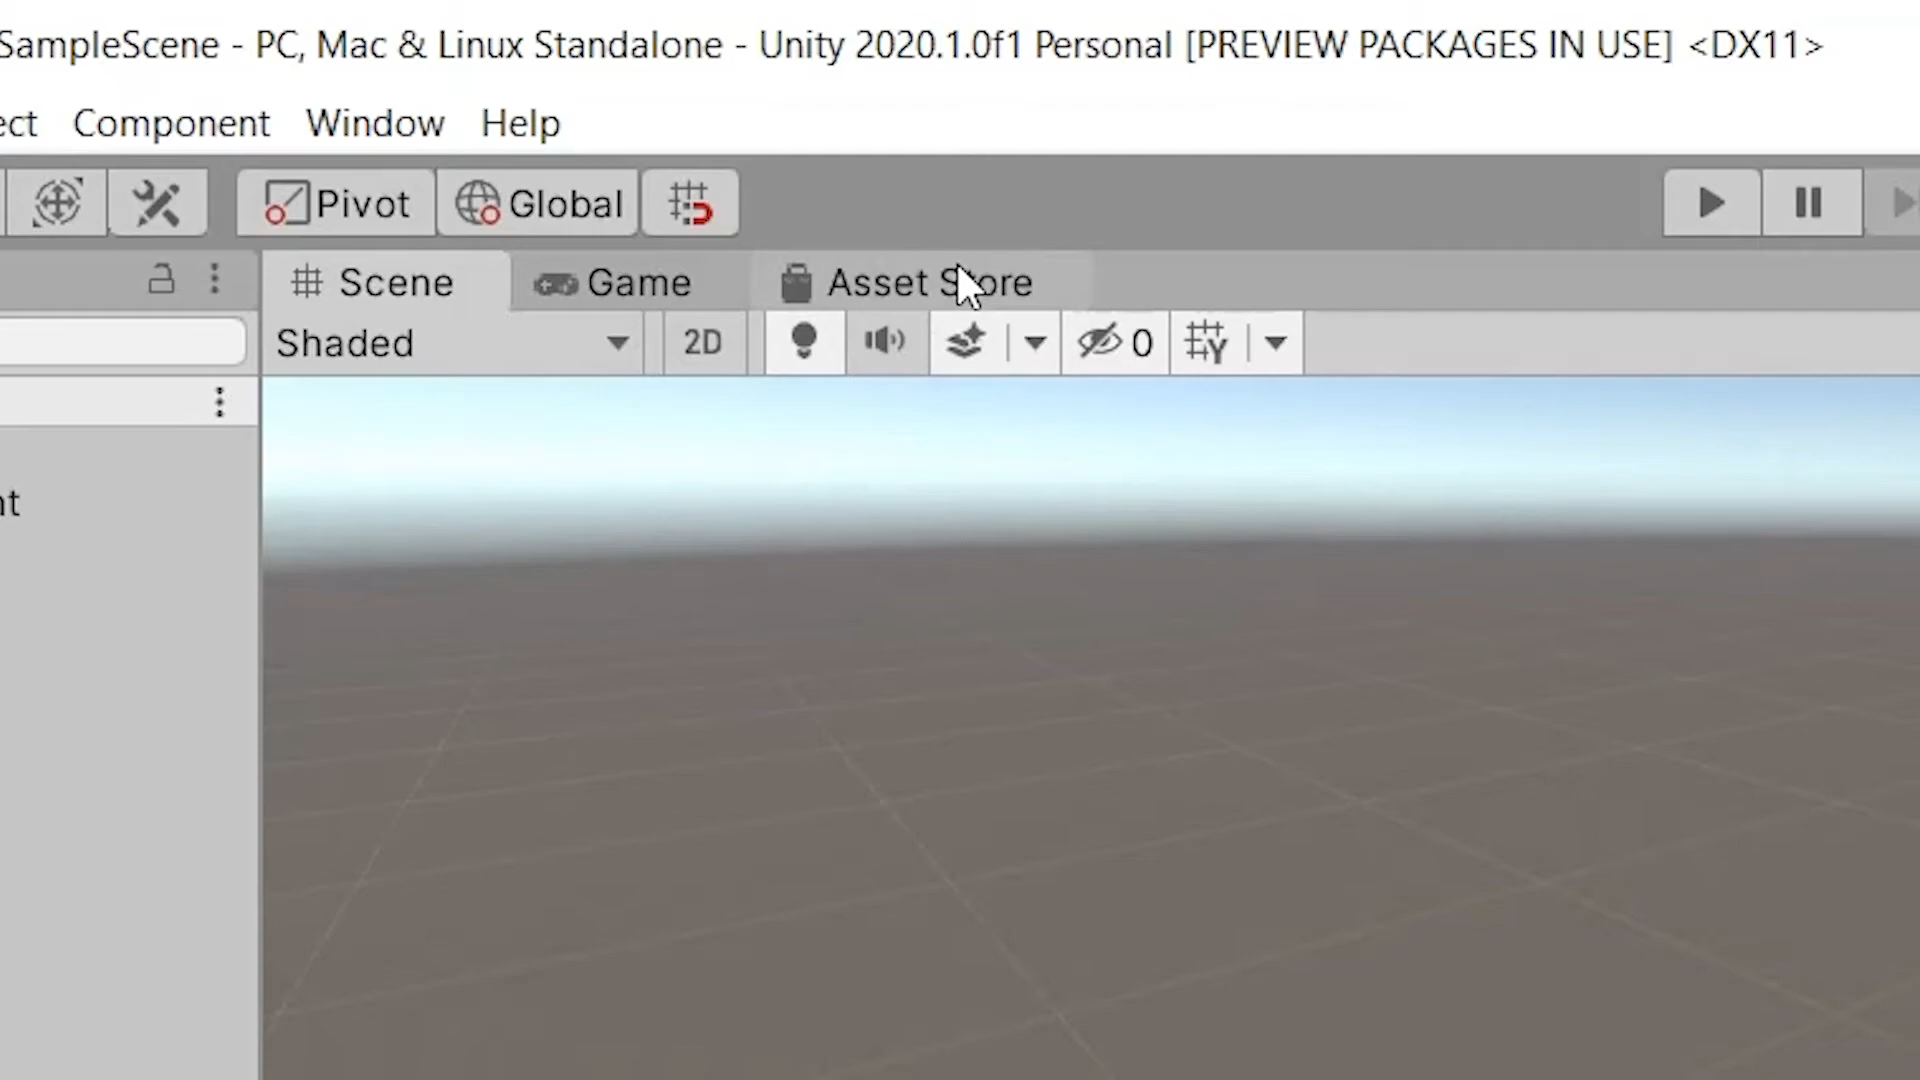 SampleScene - PC, Mac & Linux Standalone - Unity 2020.1.0f1 Personal [PREVIEW PACKAGES IN USE] <DX11>
ect Component Window Help
Pivot Global
Scene Game Asset Store
Shaded 2D 0
nt